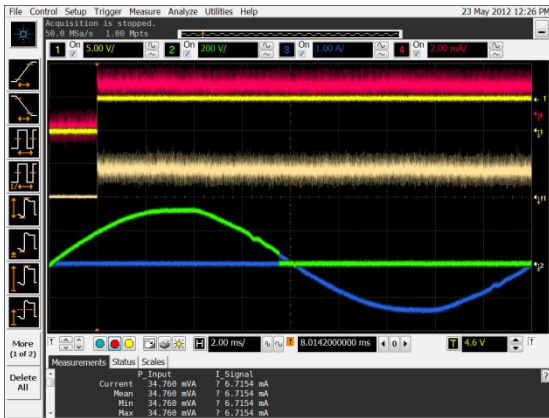 File Control Setup Trigger Measure Analyze Utilities Help 23 May 2012 12:26 PM
Acquisition is stopped.
50.0 MSa/s 1.00 Mpts
1 On 5.00 V/ 2 On 200 V/ 3 On 1.00 A/ 4 On 2.00 mA/
T
f1
2
More
(1 of 2)
Delete
All
H 2.00 ms/ 8.0142000000 ms 0 T 4.6 V
Measurements Status Scales
P_Input I_Signal
Current 34.760 mVA ? 6.7154 mA
Mean 34.760 mVA ? 6.7154 mA
Min 34.760 mVA ? 6.7154 mA
Max 34.760 mVA ? 6.7154 mA
?